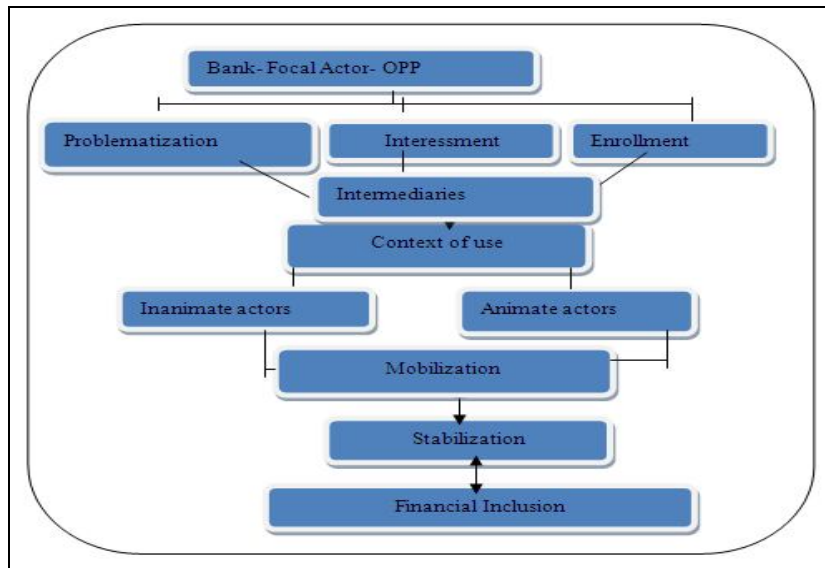 Bank- Focal Actor- OPP
Problematization
Interessment
Enrollment
Intermediaries
Context of use
Inanimate actors
Animate actors
Mobilization
Stabilization
Financial Inclusion